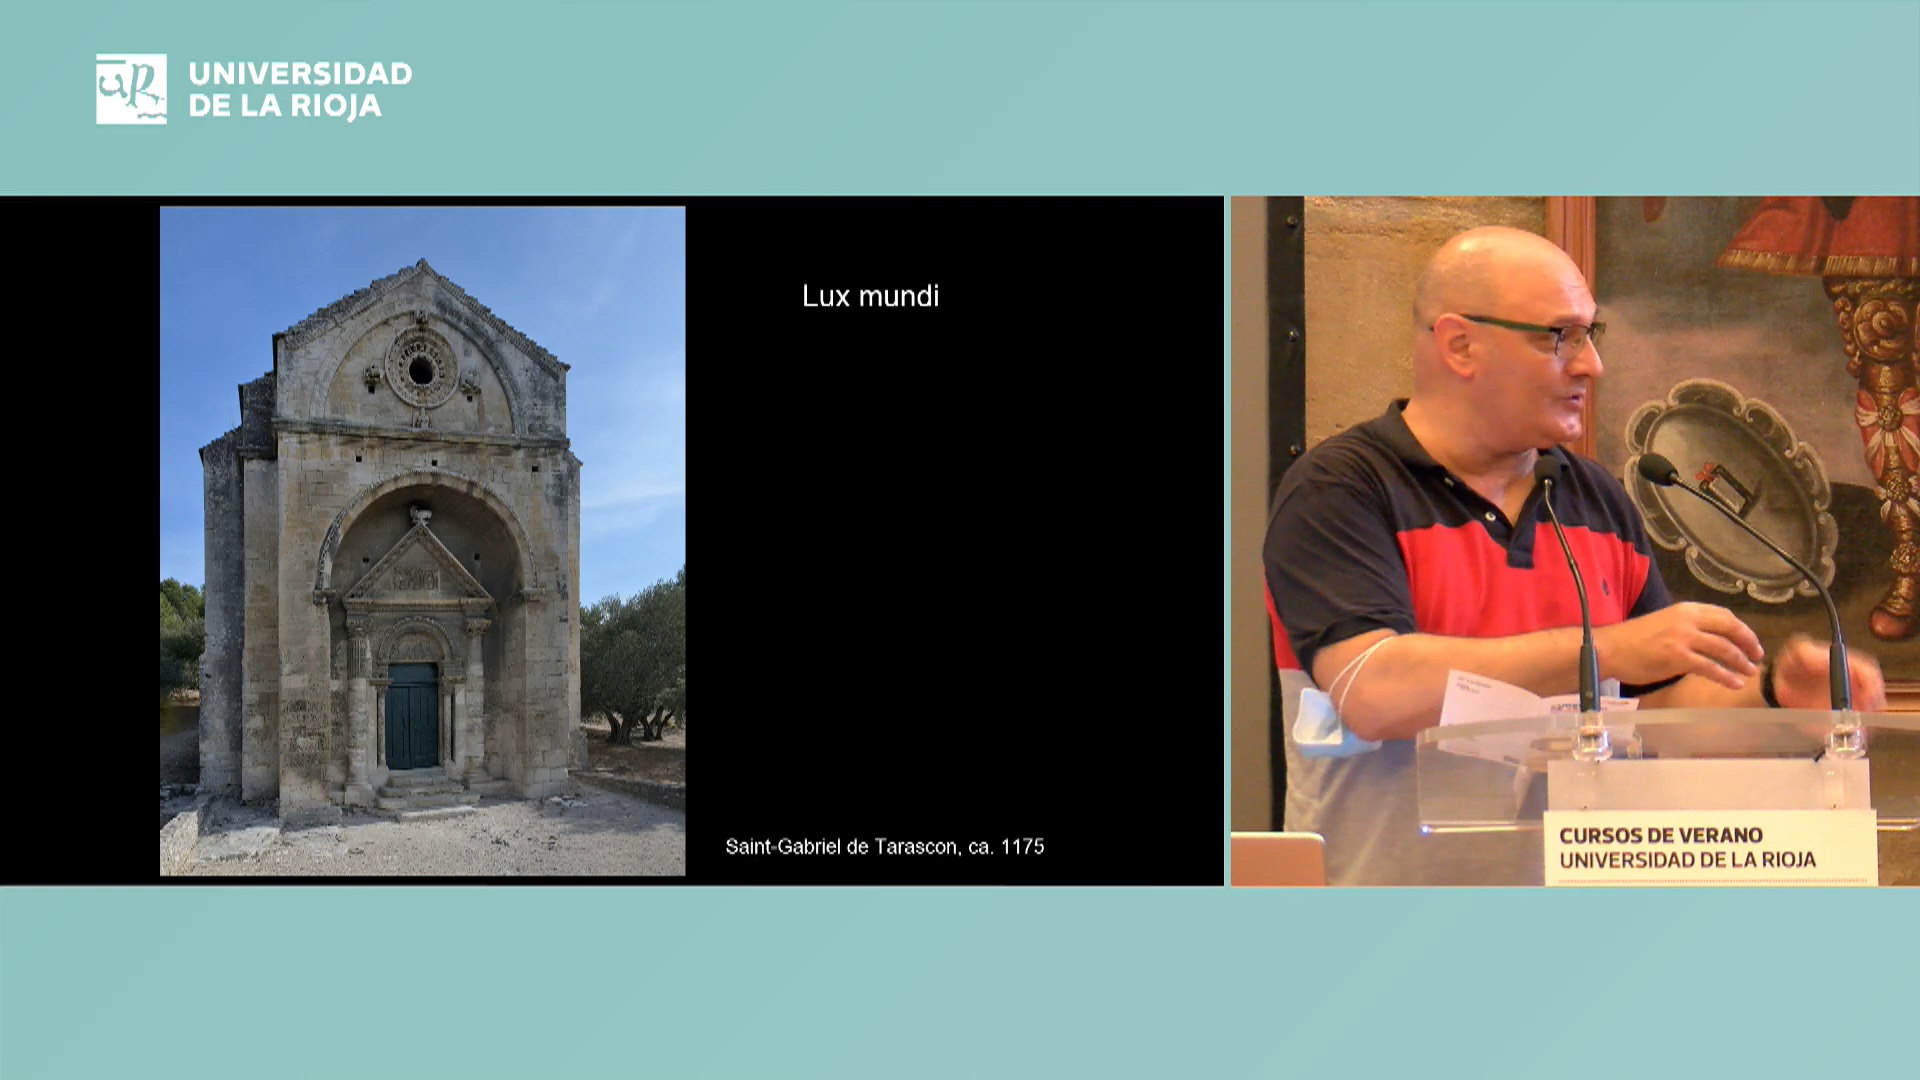 UNIVERSIDAD
DE LA RIOJA
Lux mundi
Saint-Gabriel de Tarascon, ca. 1175
CURSOS DE VERANO
UNIVERSIDAD DE LA RIOJA